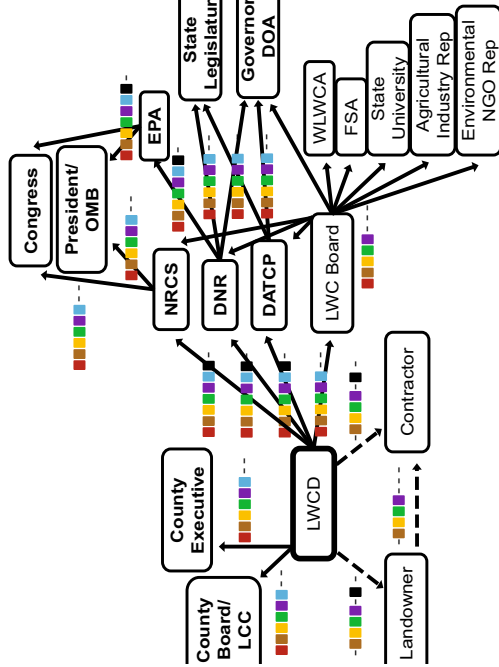 Congress
President/
OMB
EPA
State
Legislatur
Governor
DOA
NRCS
DNR
DATCP
LWC Board
WLWCA
FSA
State
University
Agricultural
Industry Rep
Environmental
NGO Rep
County
Executive
County
Board/
LCC
LWCD
Landowner
Contractor